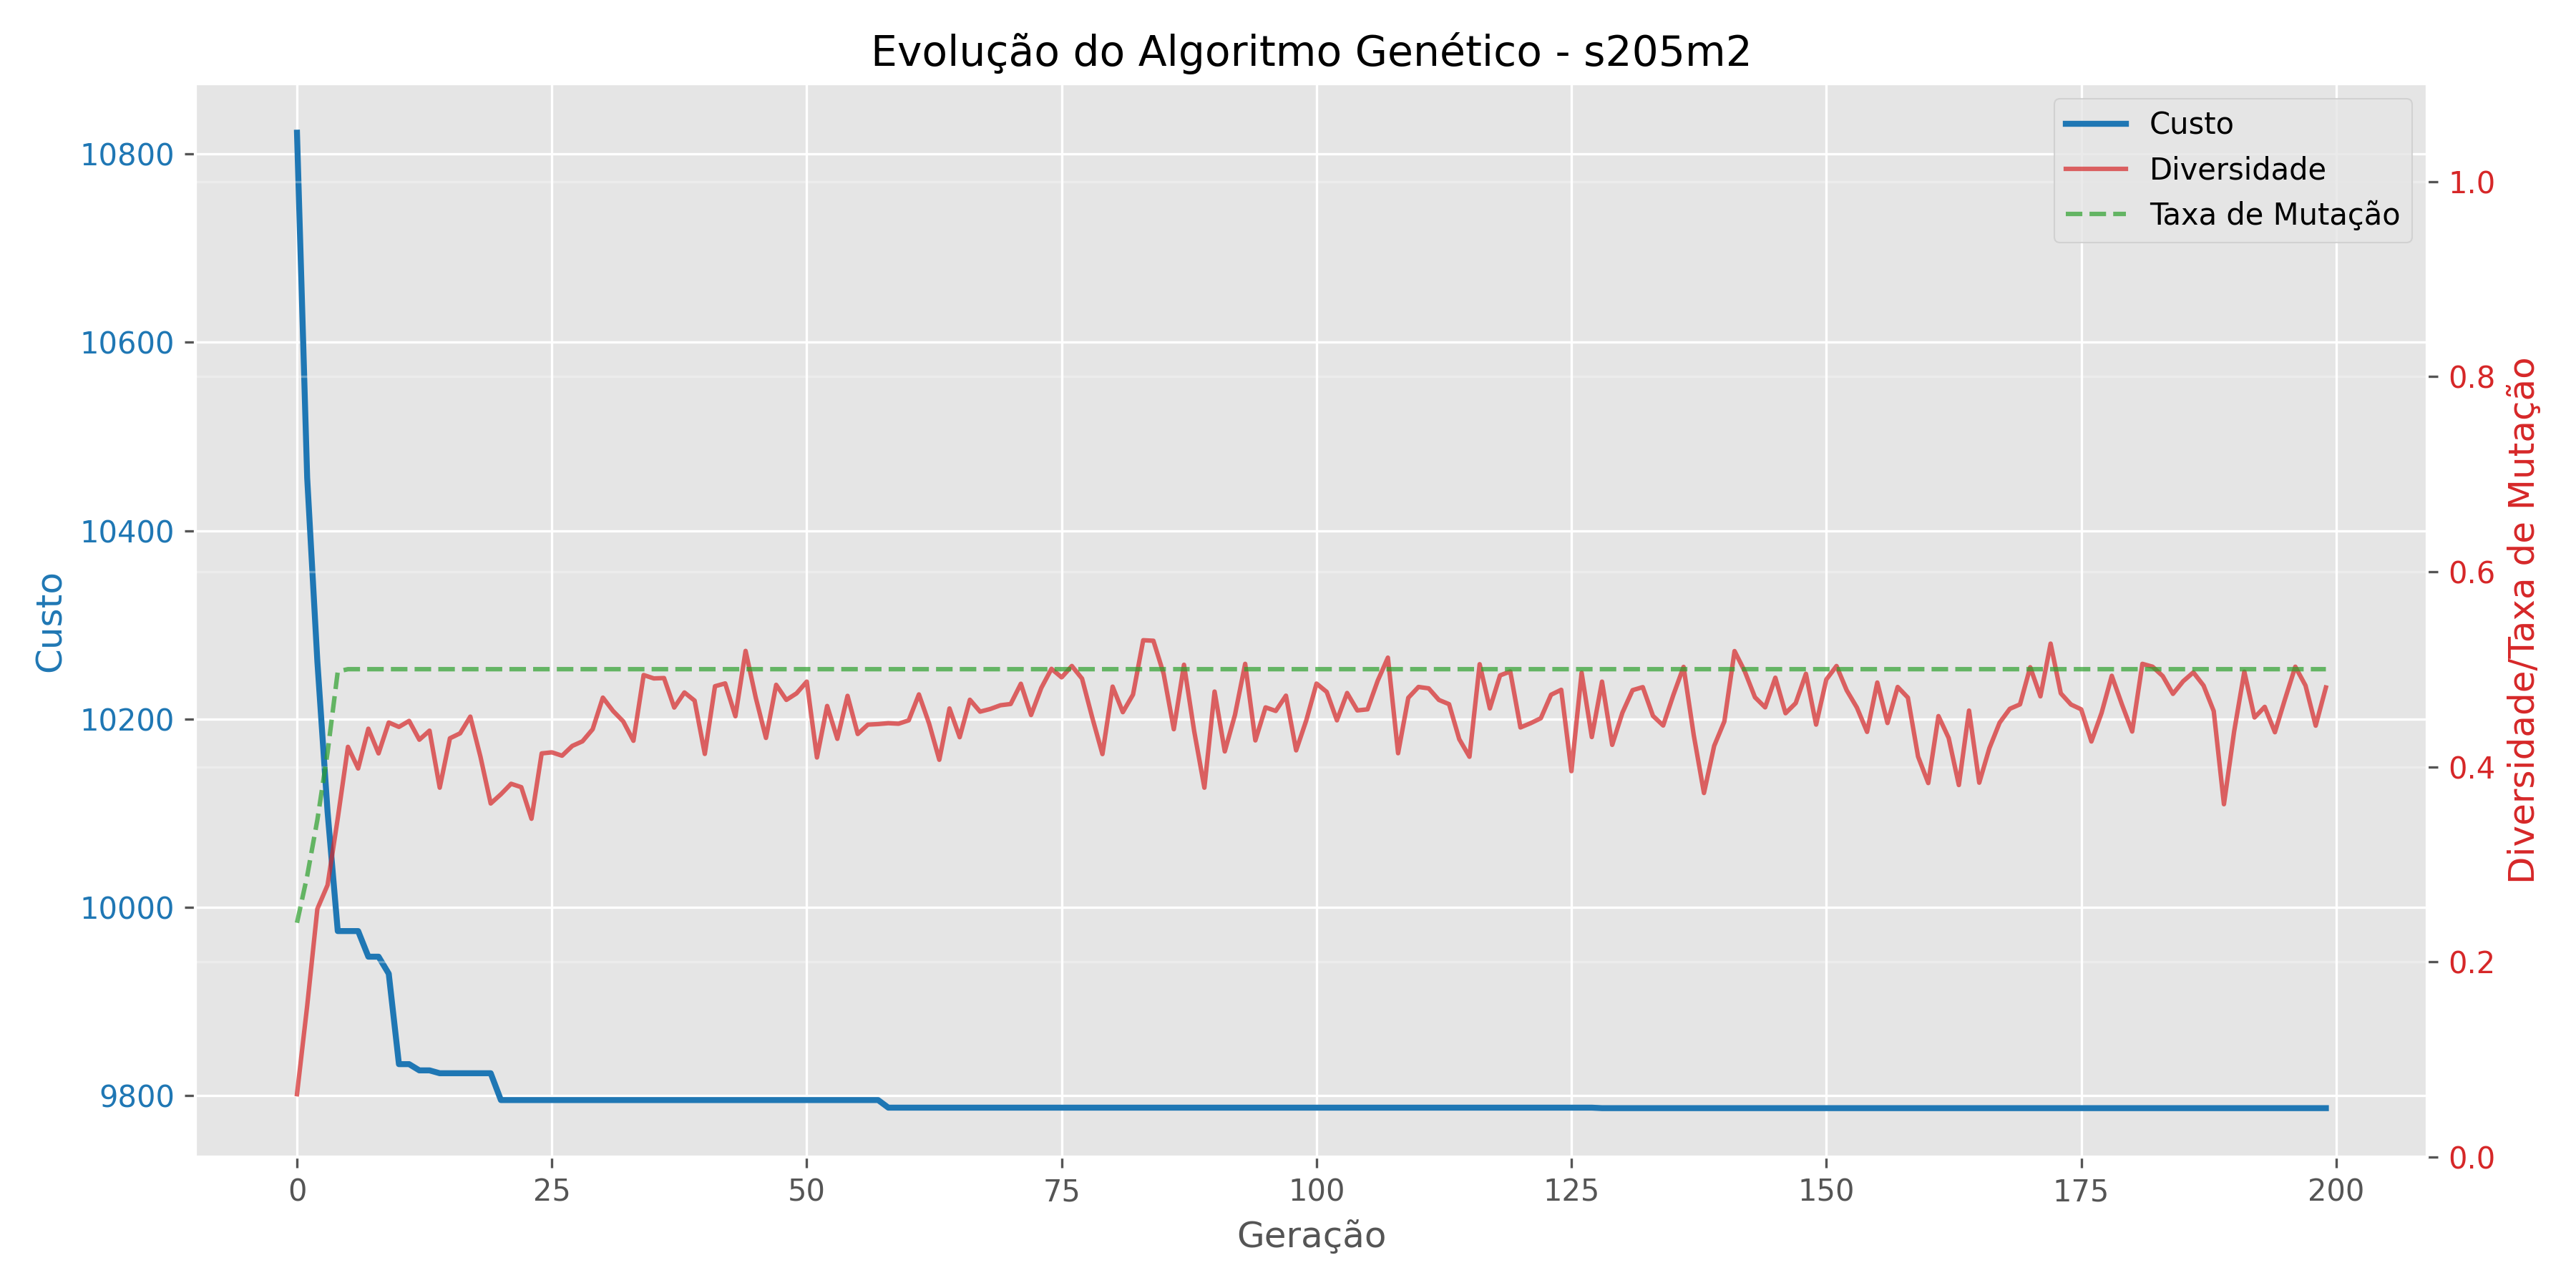 Evolução do Algoritmo Genético - s205m2
Custo
Diversidade
Taxa de Mutação
10800
10600
10400
10200
10000
9800
Custo
1.0
0.8
0.6
0.4
0.2
0.0
Diversidade/Taxa de Mutação
0 25 50 75 100 125 150 175 200
Geração